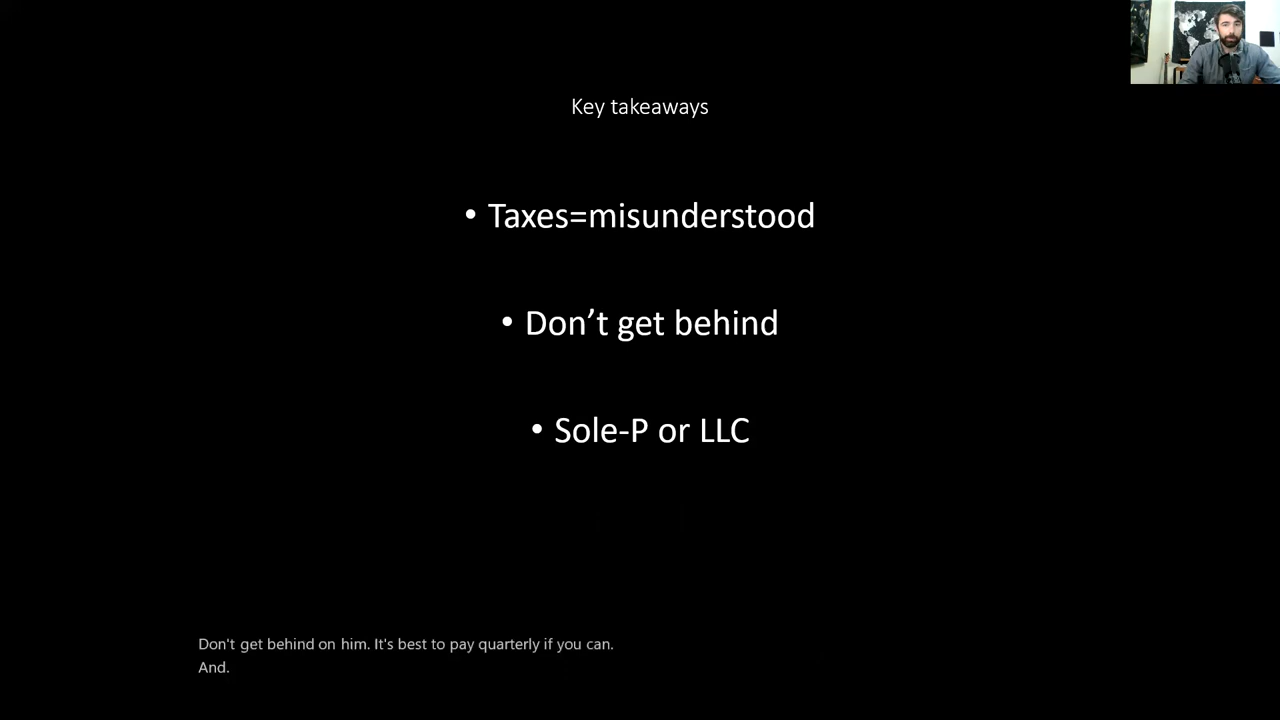 Key takeaways
• Taxes=misunderstood
• Don’t get behind
• Sole-P or LLC
Don't get behind on him. It's best to pay quarterly if you can.
And.